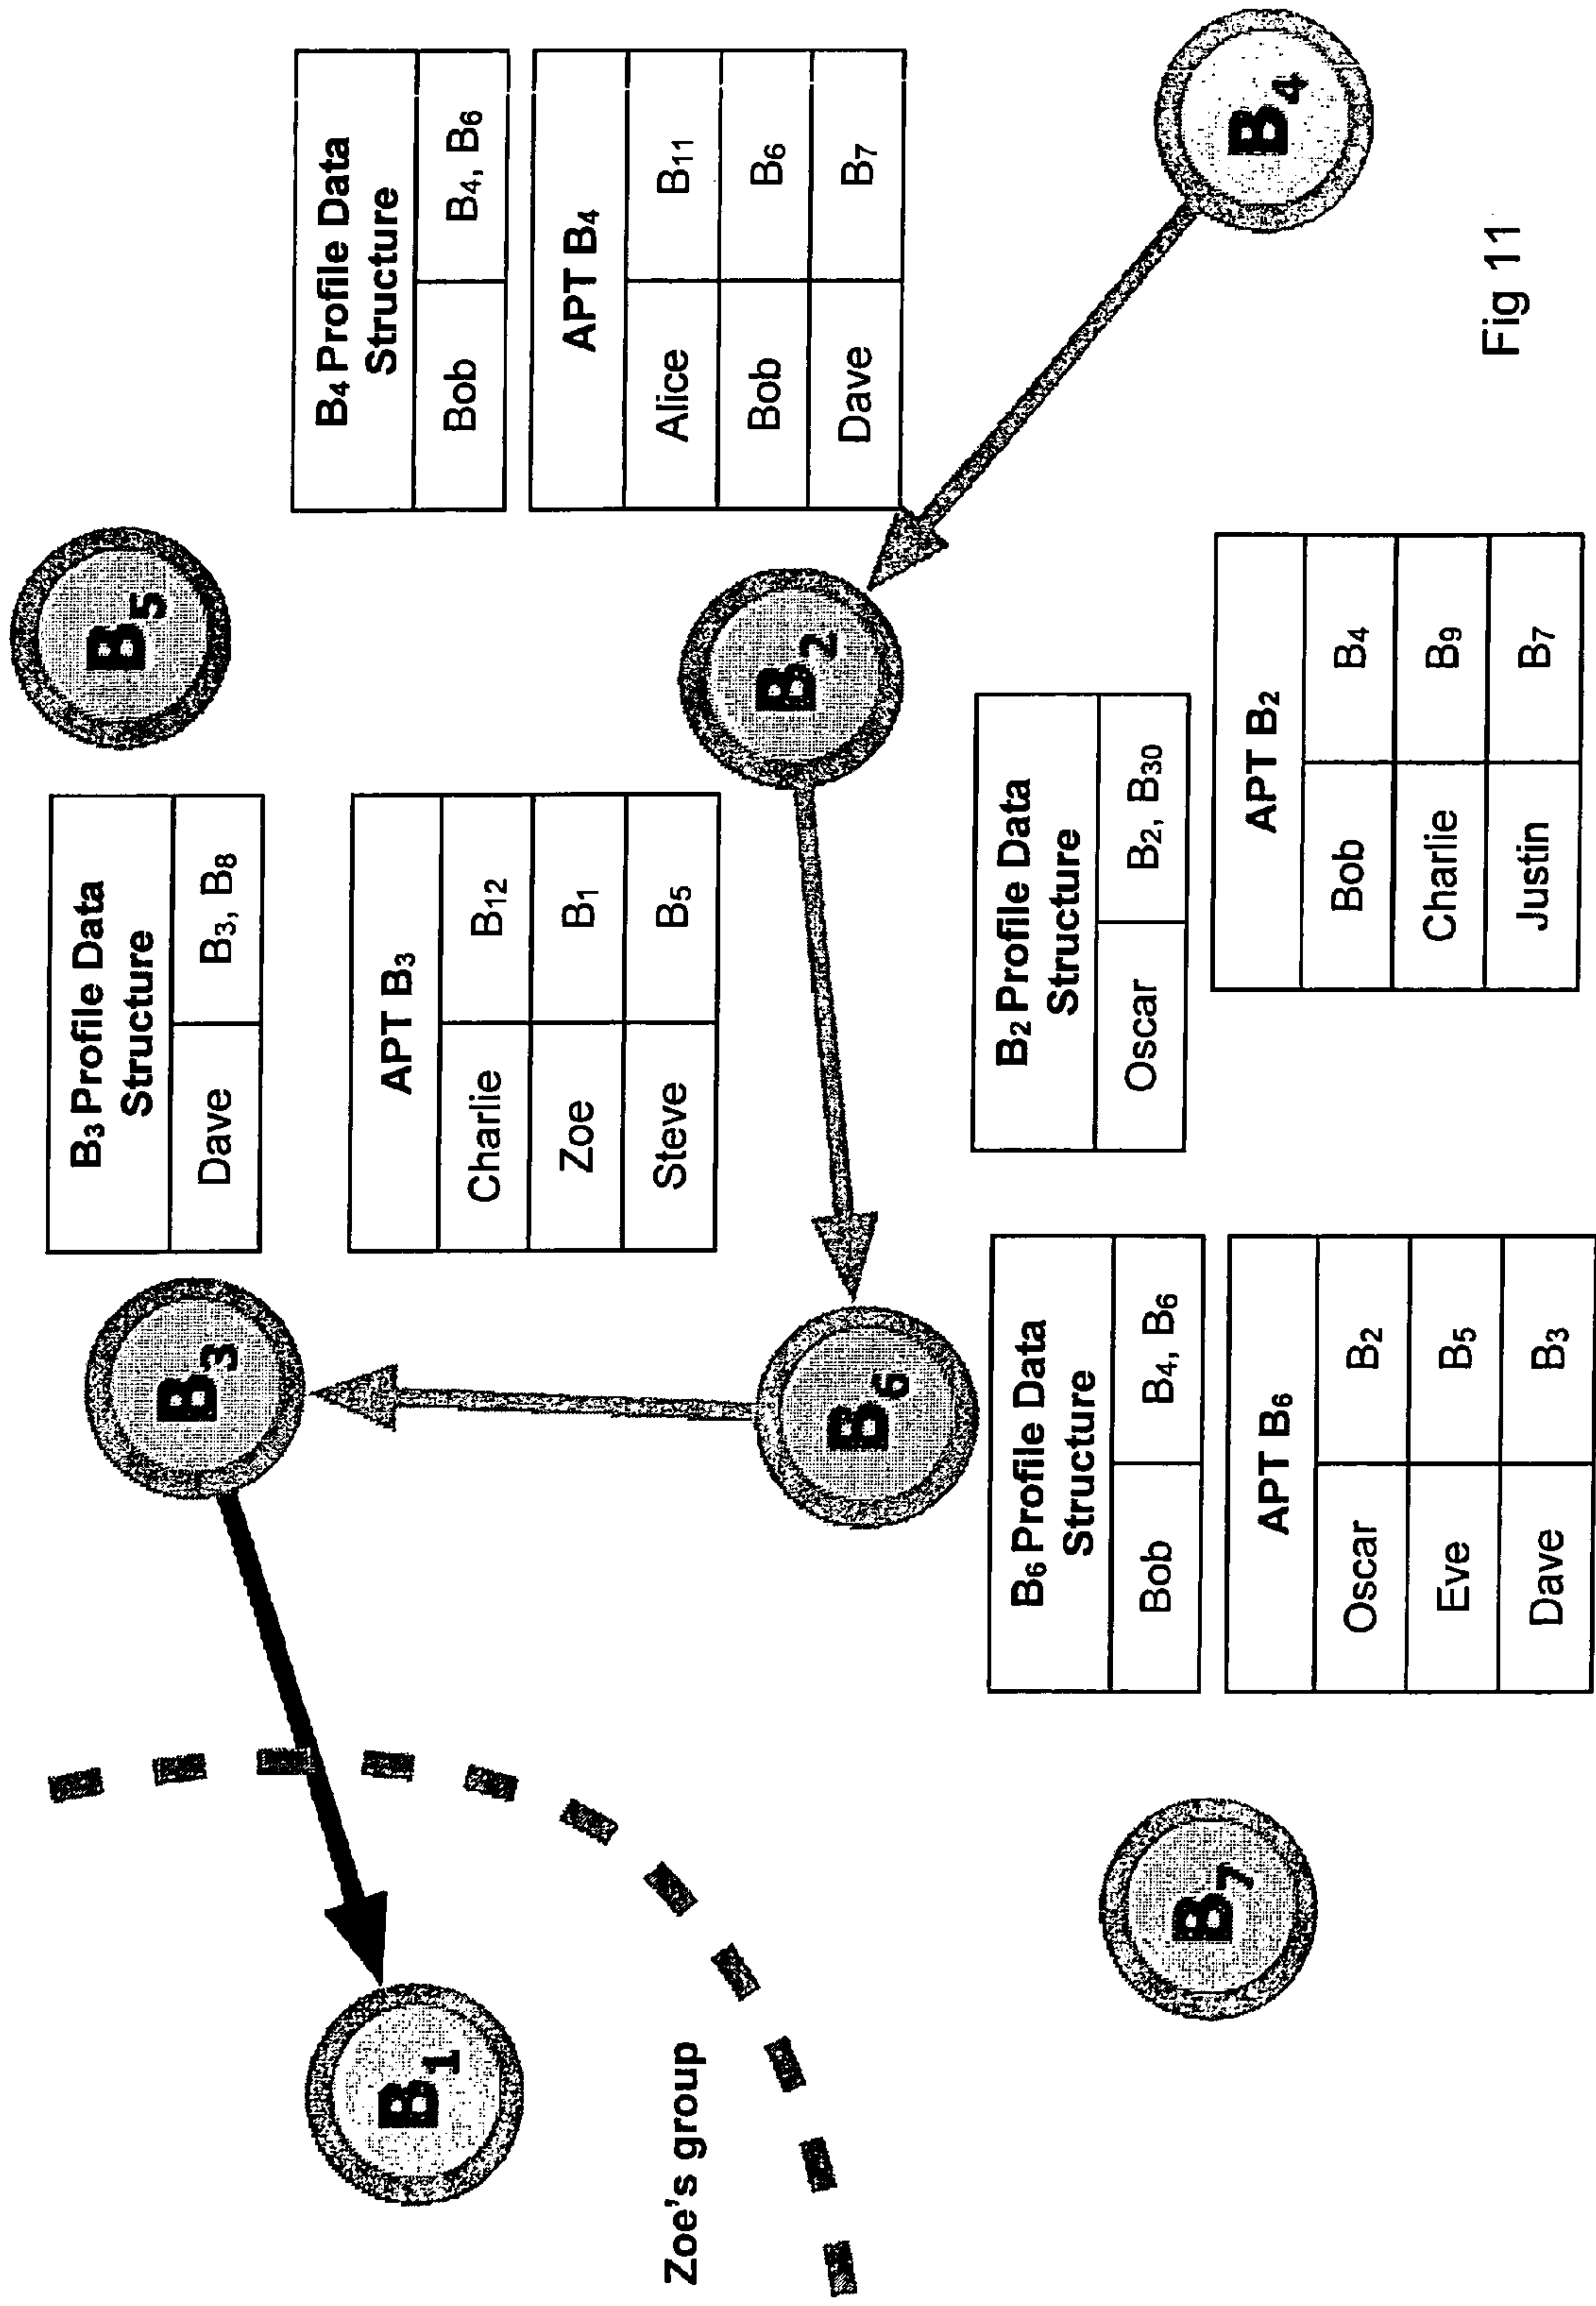 B5
B4 Profile Data
Structure
Bob B4, B6
APT B4
Alice B11
Bob B6
Dave B7
B3 Profile Data
Structure
Dave B3, B8
APT B3
Charlie B12
Zoe B1
Steve B5
B3
B2
B4
B1
B6
Zoe's group
B2 Profile Data
Structure
Oscar B2, B30
APT B2
Bob B4
Charlie B9
Justin B7
B6 Profile Data
Structure
Bob B4, B6
APT B6
Oscar B2
Eve B5
Dave B3
B7
Fig 11